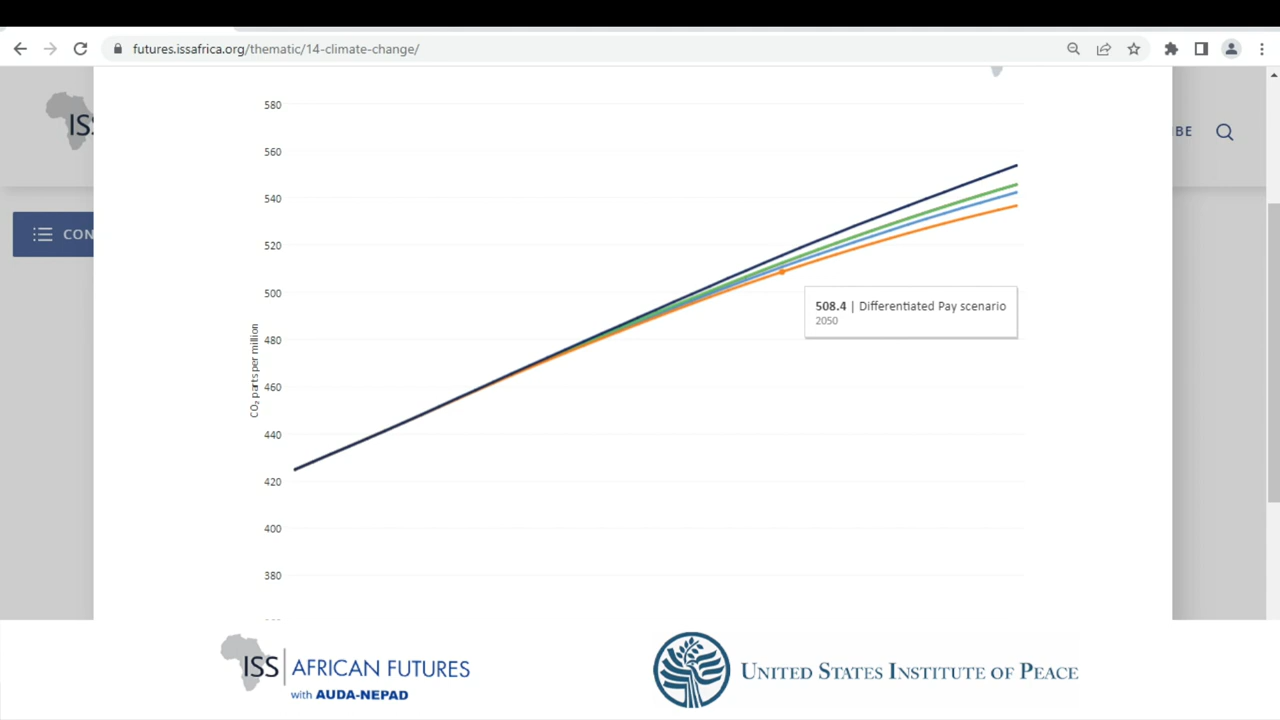 futures.issafrica.org/thematic/14-climate-change/
IS
BE
CON
580
560
540
520
500
480
460
440
420
400
380
CO₂ parts per million
508.4 | Differentiated Pay scenario
2050
ISS AFRICAN FUTURES
with AUDA-NEPAD
UNITED STATES INSTITUTE OF PEACE